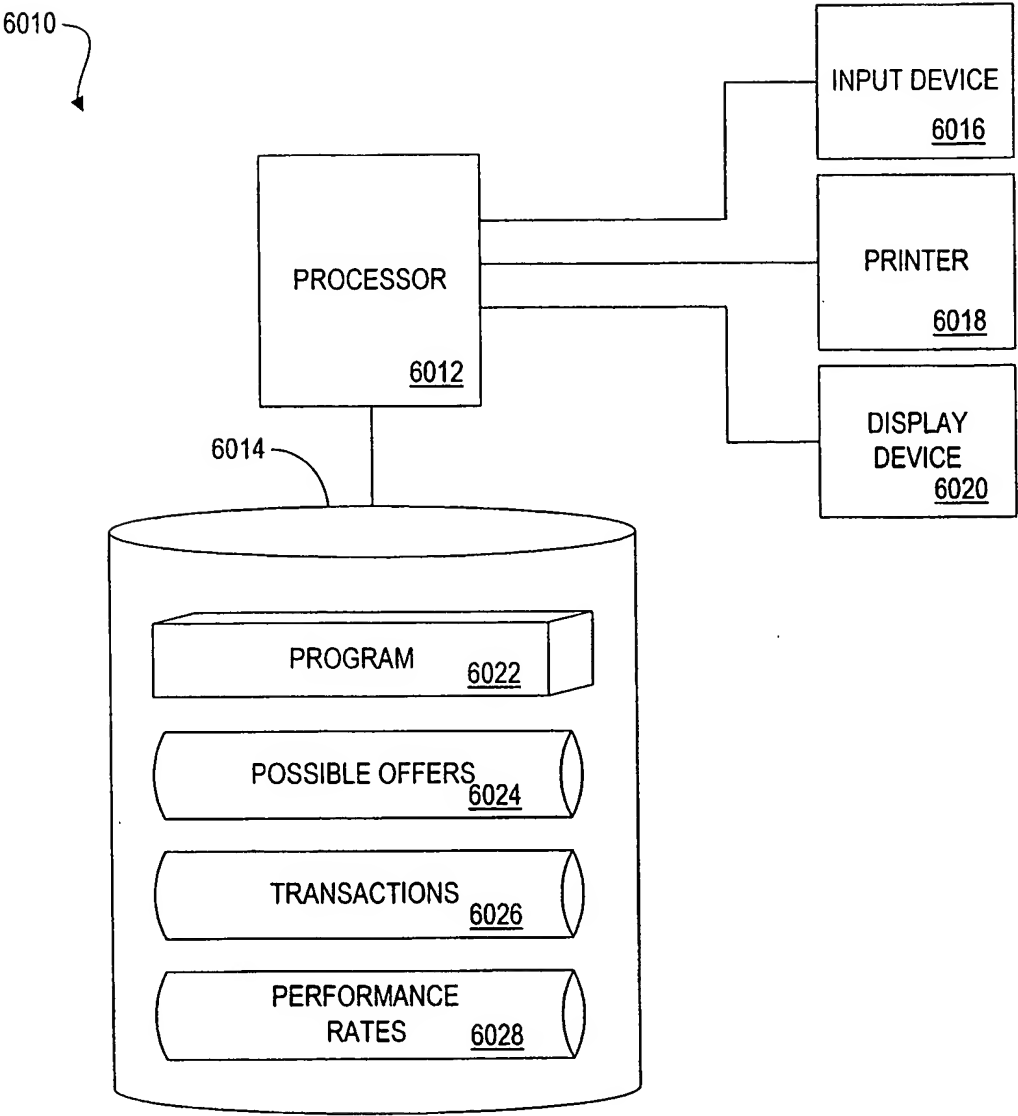 6010
INPUT DEVICE
6016
PROCESSOR
6012
PRINTER
6018
DISPLAY
DEVICE
6020
6014
PROGRAM
6022
POSSIBLE OFFERS
6024
TRANSACTIONS
6026
PERFORMANCE
RATES
6028